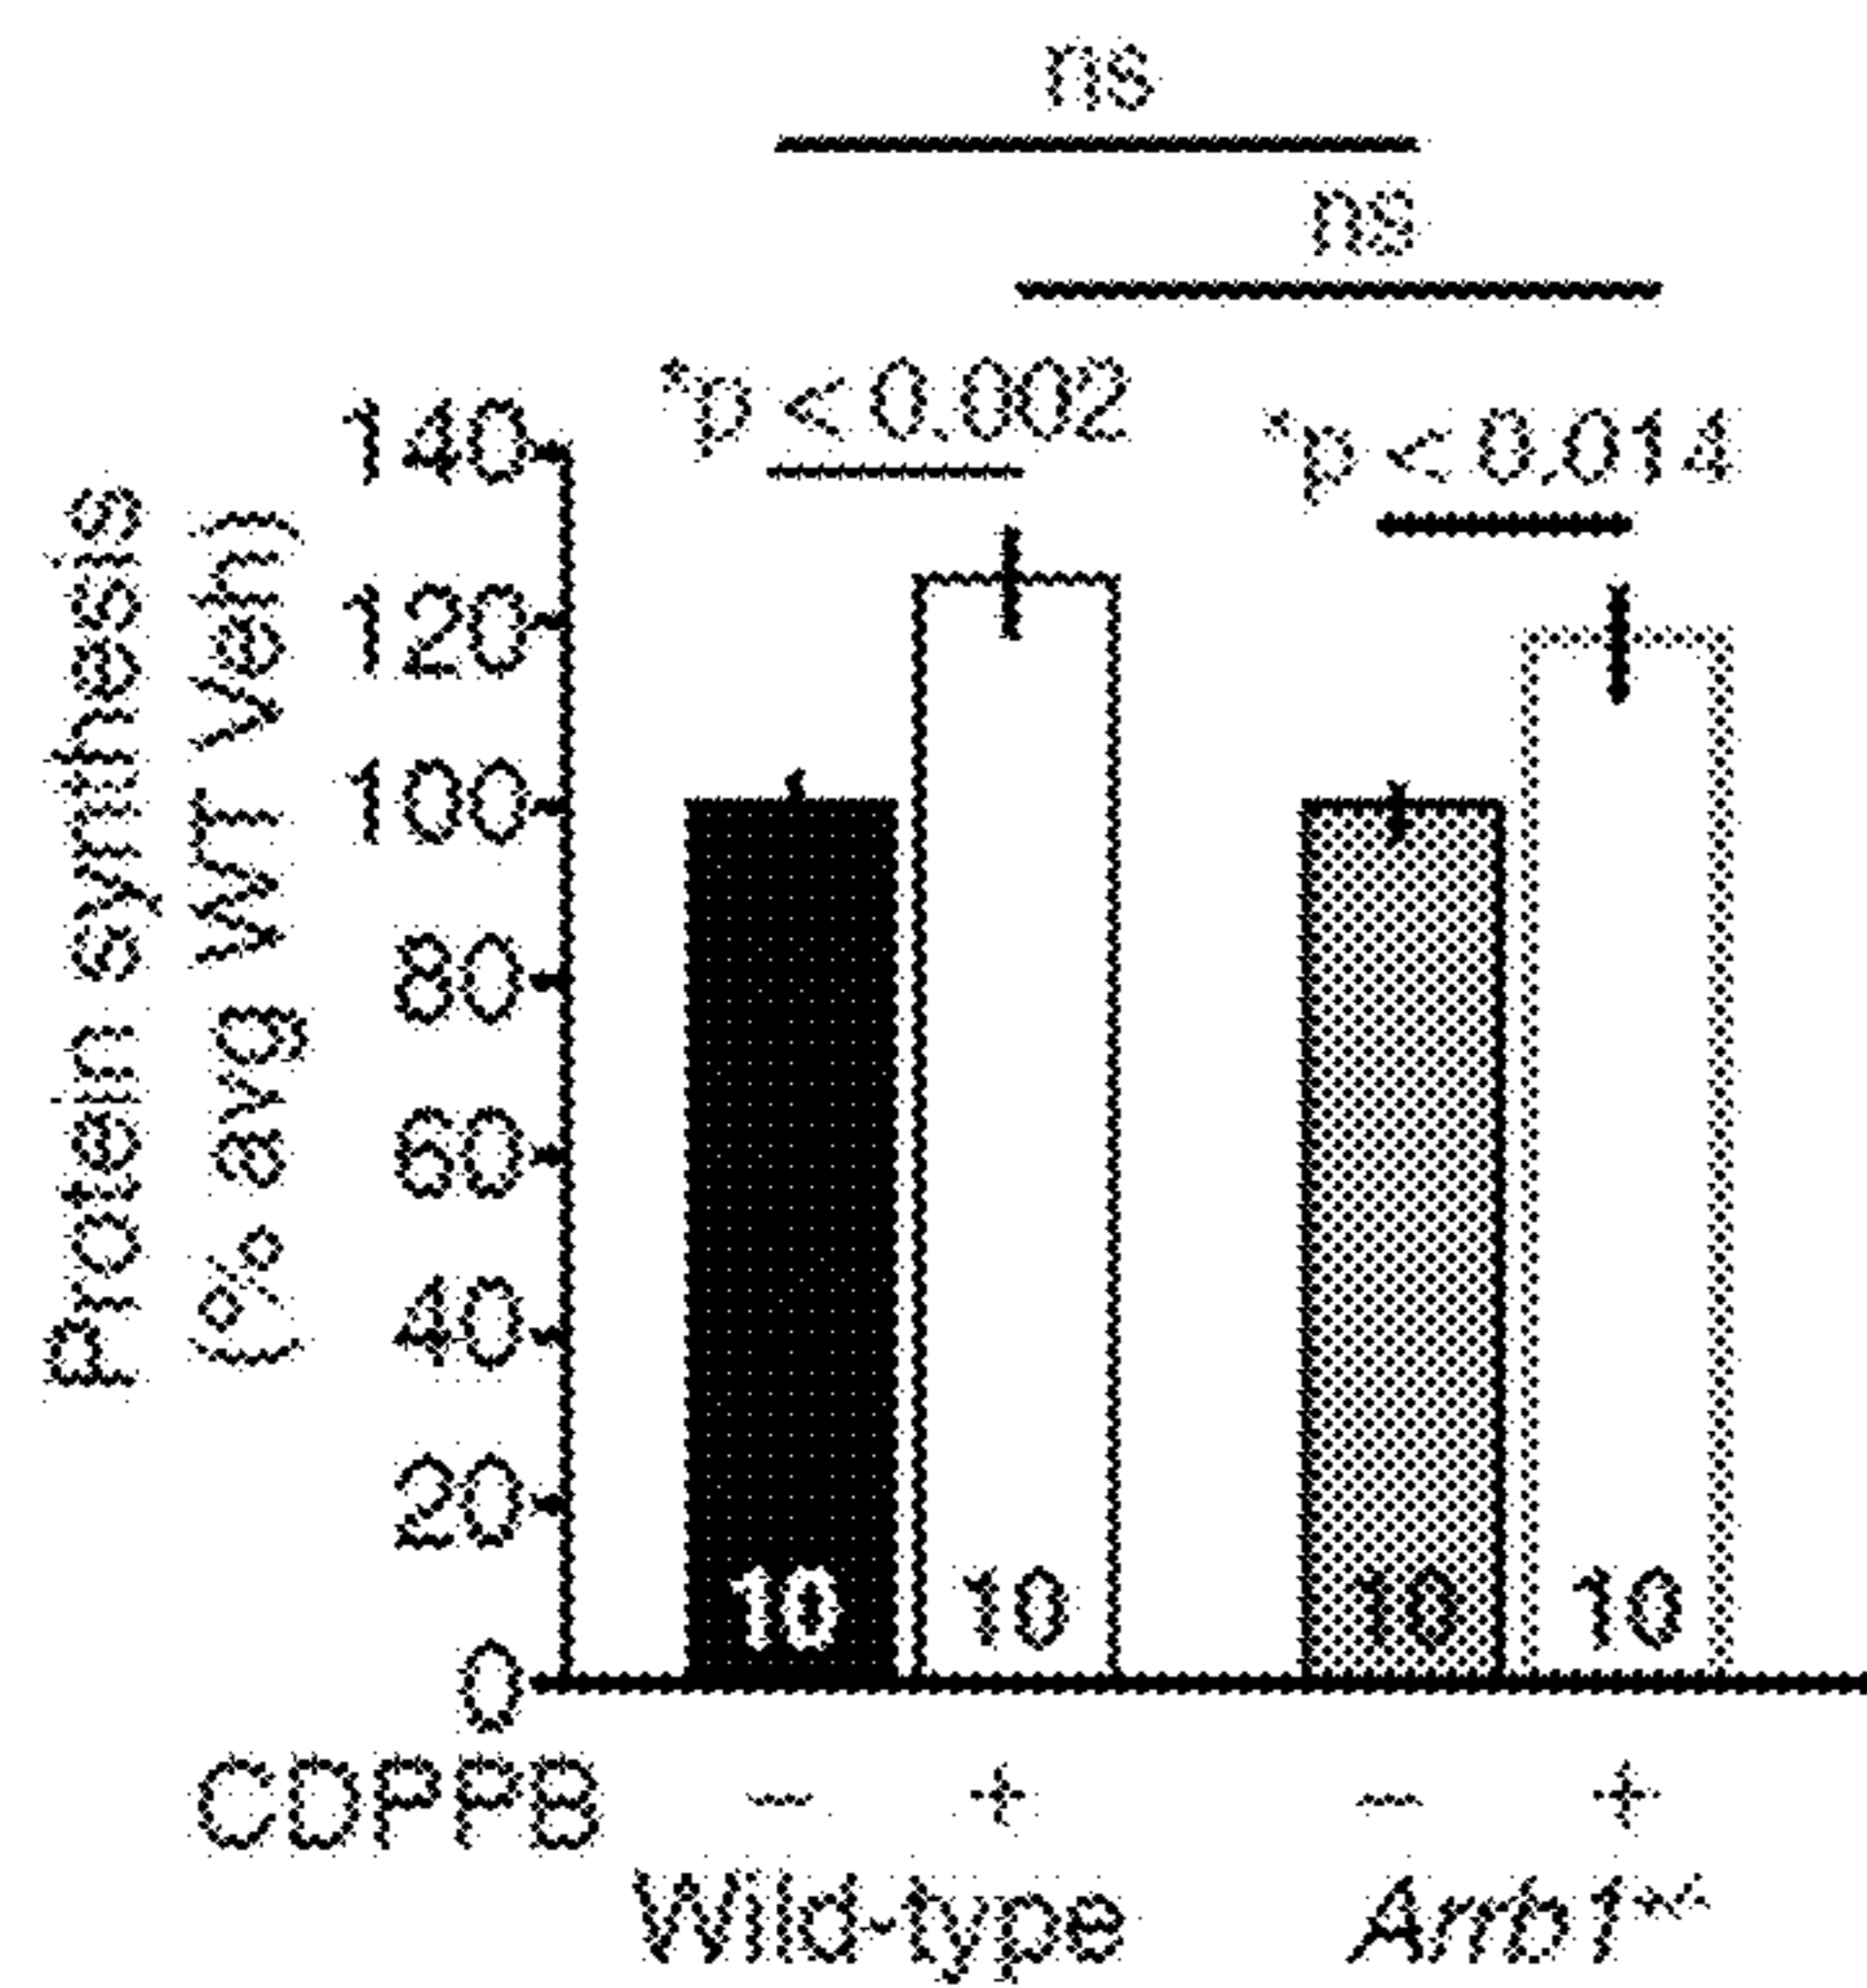 ns
ns
*p < 0.002
*p < 0.014
Protein synthesis
(% avg WT Veh)
140
120
100
80
60
40
20
0
10 10 10 10
CDPPB − + − +
Wild-type Arrb1+/-